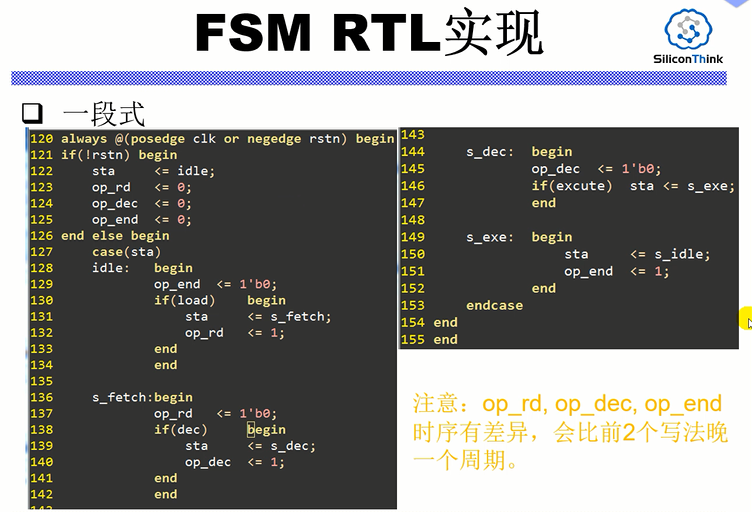 FSM RTL实现
SiliconThink
一段式
120 always @(posedge clk or negedge rstn) begin
121 if(!rstn) begin
122     sta     <= idle;
123     op_rd   <= 0;
124     op_dec  <= 0;
125     op_end  <= 0;
126 end else begin
127     case(sta)
128     idle:   begin
129             op_end  <= 1'b0;
130             if(load)    begin
131                 sta     <= s_fetch;
132                 op_rd   <= 1;
133             end
134             end
135
136     s_fetch:begin
137             op_rd   <= 1'b0;
138             if(dec)     begin
139                 sta     <= s_dec;
140                 op_dec  <= 1;
141             end
142             end
143
144     s_dec:  begin
145             op_dec  <= 1'b0;
146             if(excute)  sta <= s_exe;
147             end
148
149     s_exe:  begin
150                 sta     <= s_idle;
151                 op_end  <= 1;
152             end
153     endcase
154 end
155 end
注意：op_rd, op_dec, op_end
时序有差异，会比前2个写法晚
一个周期。